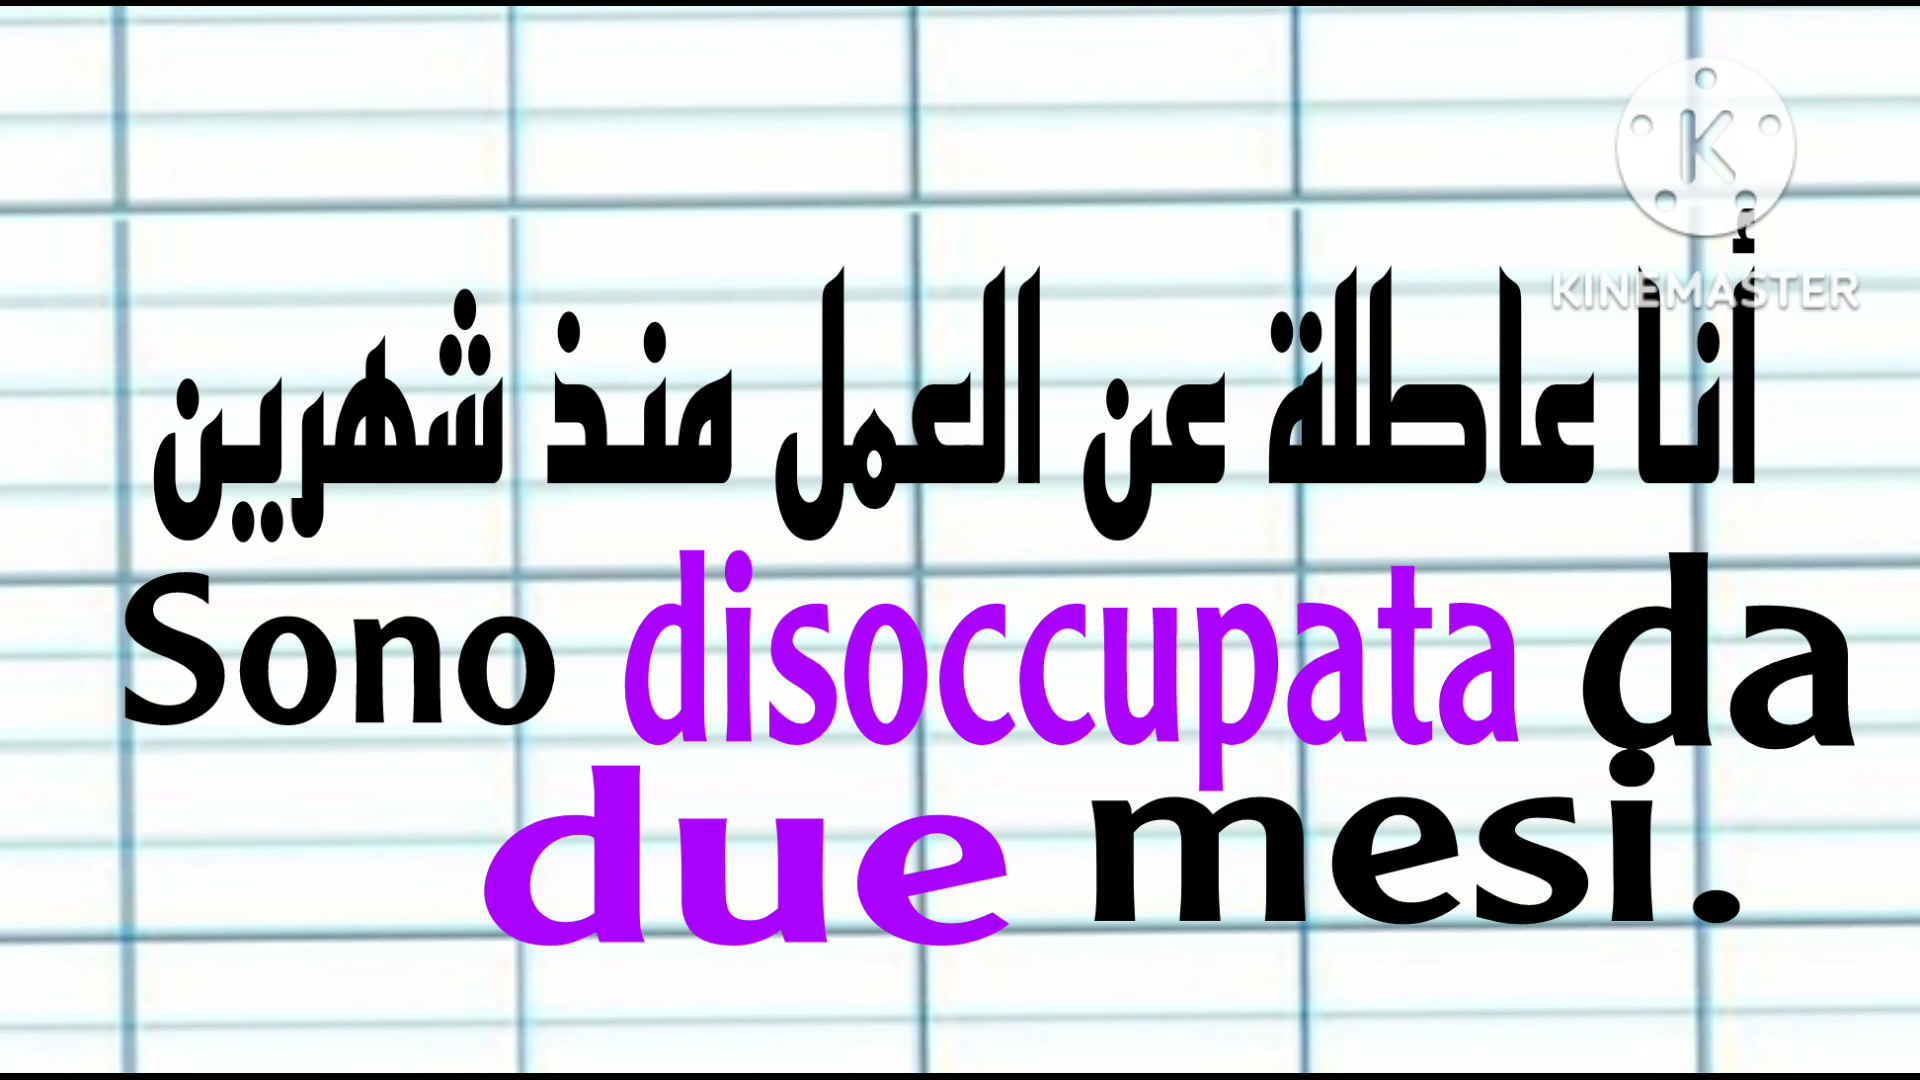 K
KINEMASTER
أنا عاطلة عن العمل منذ شهرين
Sono disoccupata da
due mesi.